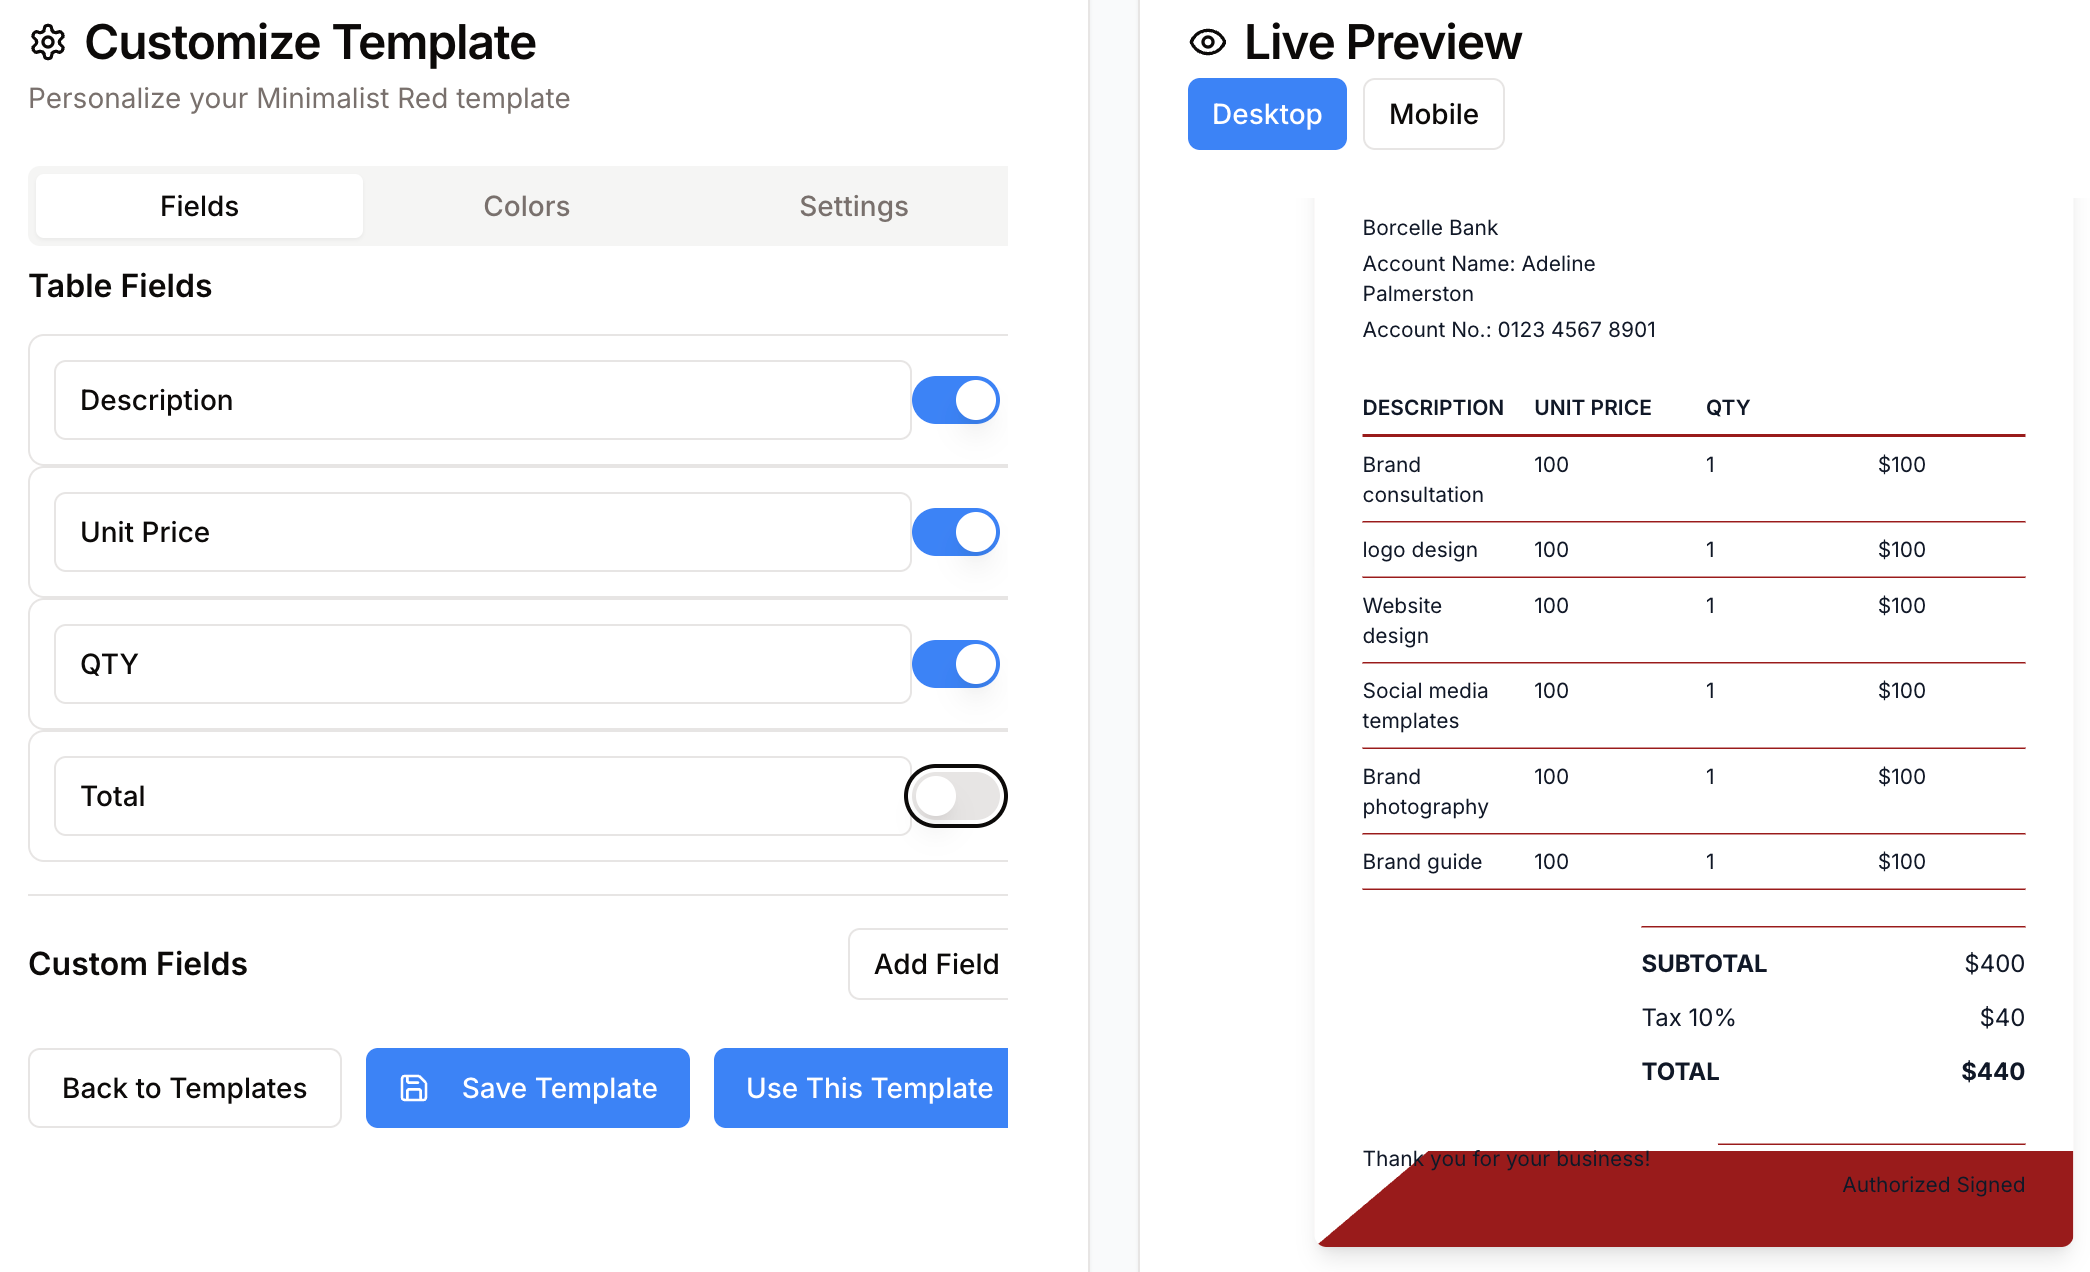 Customize Template
Personalize your Minimalist Red template
Fields Colors Settings
Table Fields
Description
Unit Price
QTY
Total
Custom Fields
Add Field
Back to Templates
Save Template
Use This Template
Live Preview
Desktop Mobile
Borcelle Bank
Account Name: Adeline
Palmerston
Account No.: 0123 4567 8901
DESCRIPTION UNIT PRICE QTY
Brand 100 1 $100
consultation
logo design 100 1 $100
Website 100 1 $100
design
Social media 100 1 $100
templates
Brand 100 1 $100
photography
Brand guide 100 1 $100
SUBTOTAL $400
Tax 10% $40
TOTAL $440
Thank you for your business!
Authorized Signed